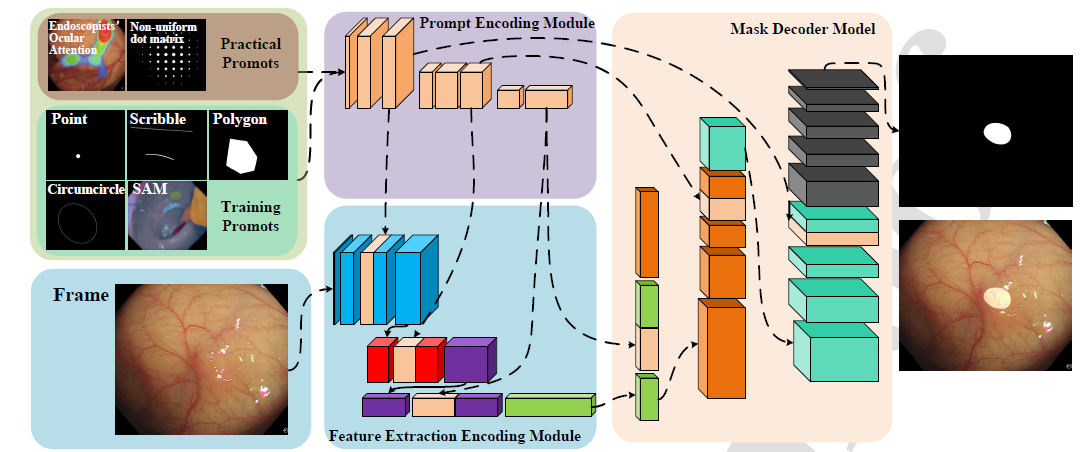 Endoscopists'
Ocular
Attention
Non-uniform
dot matrix
Practical
Promots
Point
Scribble
Polygon
Circumcircle
SAM
Training
Promots
Frame
Prompt Encoding Module
Feature Extraction Encoding Module
Mask Decoder Model